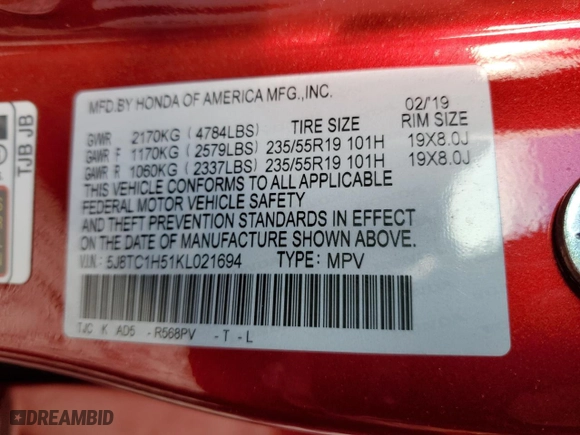 MFD.BY HONDA OF AMERICA MFG.,INC. 02/'19
GVWR 2170KG ( 4784LBS) TIRE SIZE RIM SIZE
GAWR F 1170KG ( 2579LBS) 235/55R19 101H 19X8.0J
GAWR R 1060KG ( 2337LBS) 235/55R19 101H 19X8.0J
THIS VEHICLE CONFORMS TO ALL APPLICABLE
FEDERAL MOTOR VEHICLE SAFETY
AND THEFT PREVENTION STANDARDS IN EFFECT
ON THE DATE OF MANUFACTURE SHOWN ABOVE.
V.I.N.: 5J8TC1H51KL021694 TYPE: MPV
TJC K AD5 -R568PV -T -L
TJB JB
DREAMBID